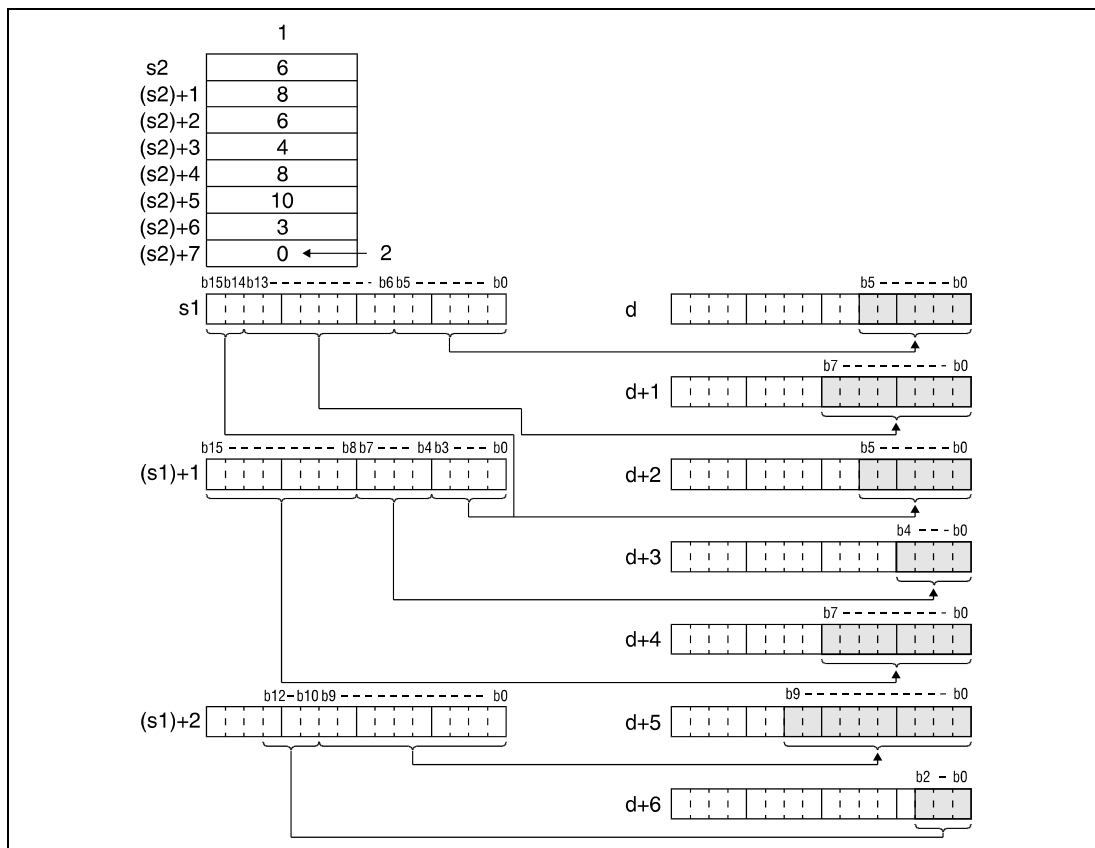 1
s2 6
(s2)+1 8
(s2)+2 6
(s2)+3 4
(s2)+4 8
(s2)+5 10
(s2)+6 3
(s2)+7 0 2
b15 b14 b13 b6 b5 b0
s1
b5 b0
d
b7 b0
d+1
b15 b8 b7 b4 b3 b0
(s1)+1
b5 b0
d+2
b4 b0
d+3
b7 b0
d+4
b12 b10 b9 b0
(s1)+2
b9 b0
d+5
b2 b0
d+6